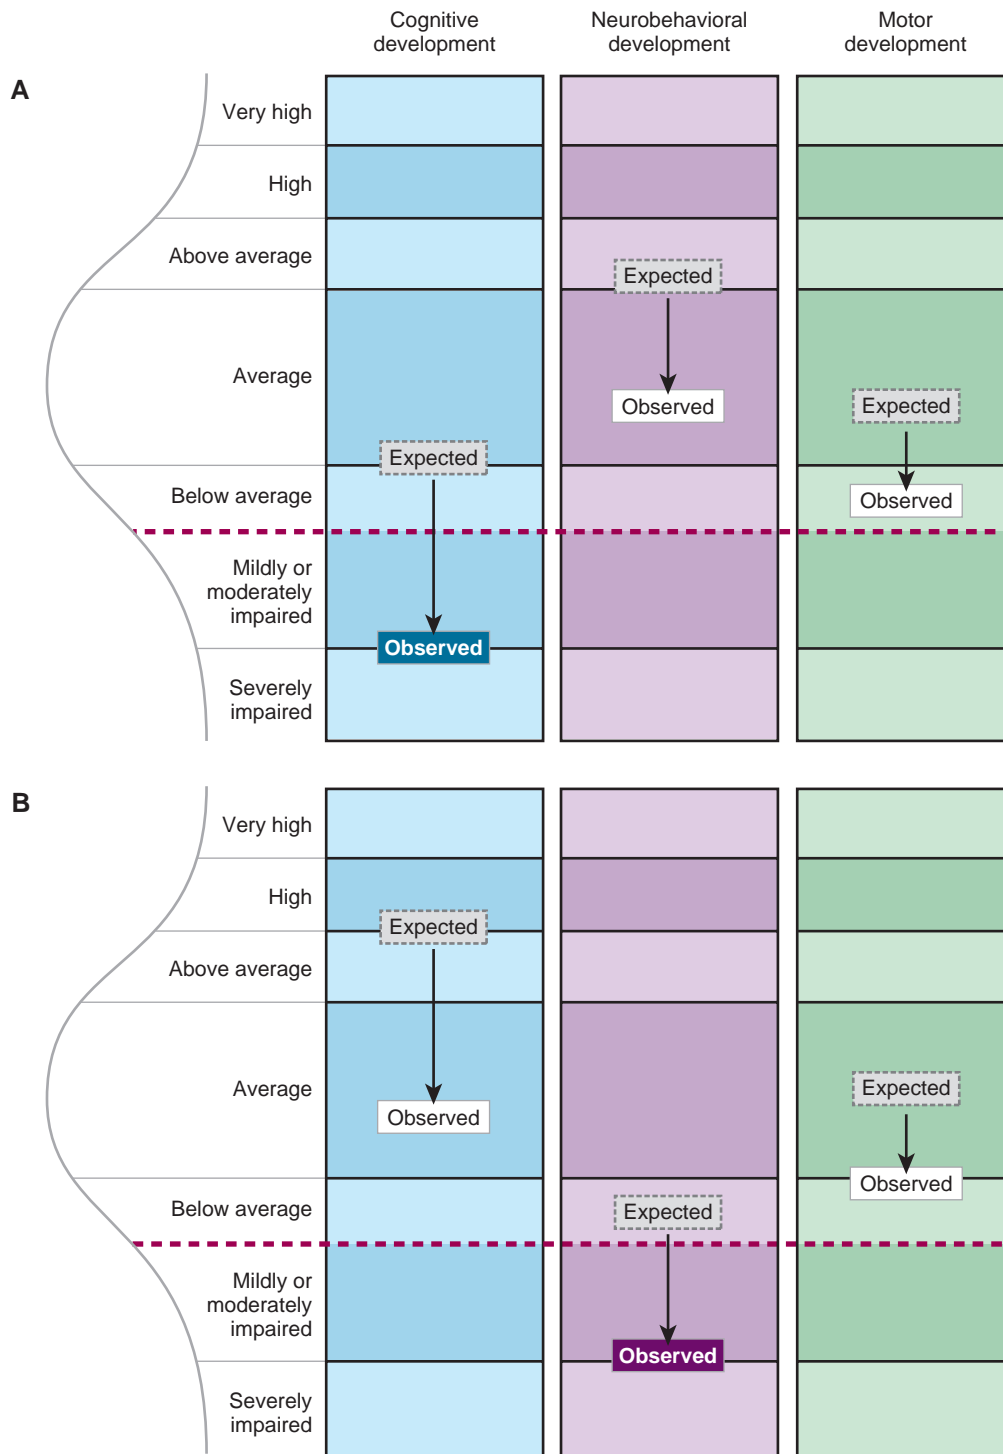 Cognitive
development
Neurobehavioral
development
Motor
development
A
Very high
High
Above average
Expected
Average
Observed
Expected
Expected
Below average
Observed
Mildly or
moderately
impaired
Observed
Severely
impaired
B
Very high
High
Expected
Above average
Average
Observed
Expected
Observed
Below average
Expected
Mildly or
moderately
impaired
Observed
Severely
impaired